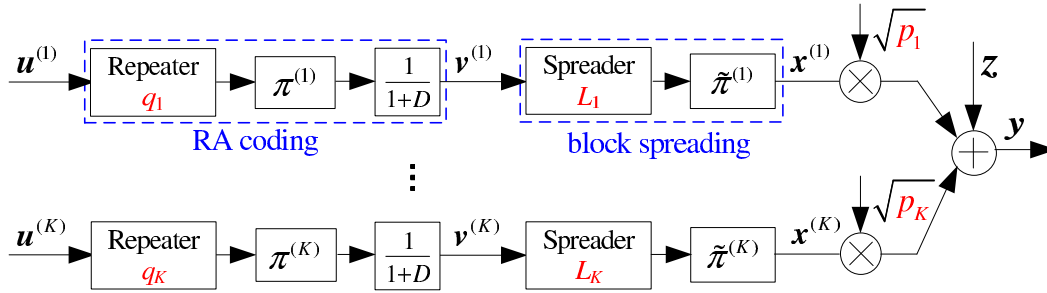 u^(1) Repeater q_1 π^(1) 1/(1+D) v^(1) Spreader L_1 π̃^(1) x^(1) √p_1
z
RA coding block spreading y
⋮
u^(K) Repeater q_K π^(K) 1/(1+D) v^(K) Spreader L_K π̃^(K) x^(K) √p_K